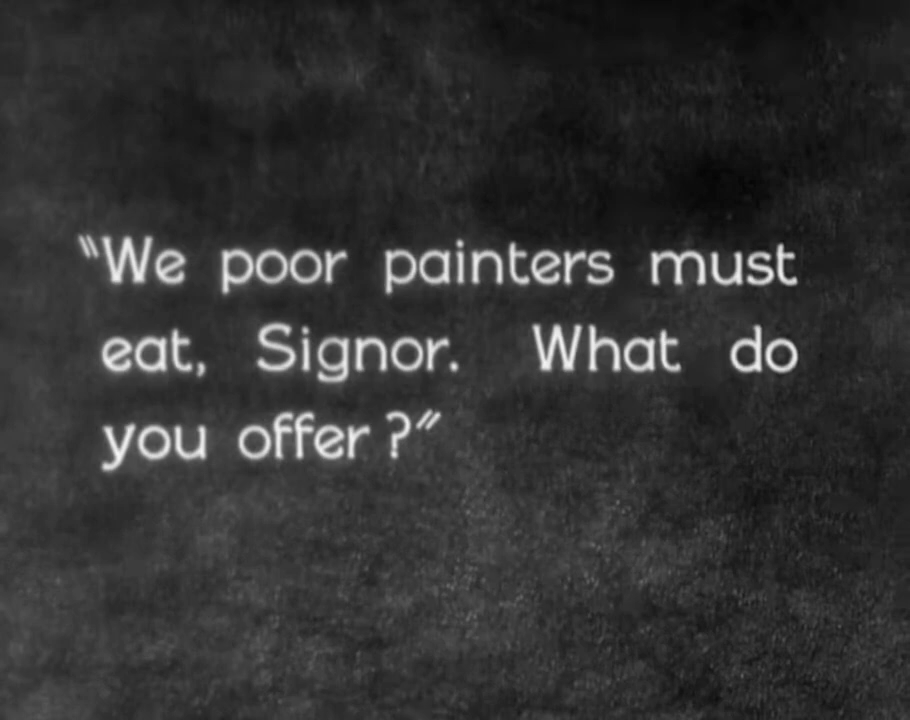 "We poor painters must
eat, Signor. What do
you offer?"